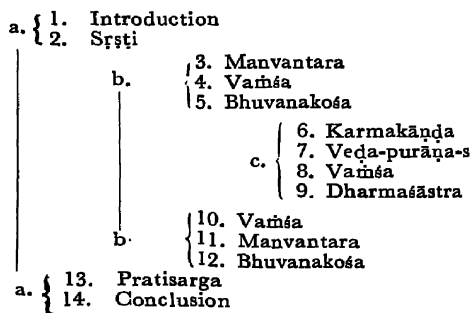 a. { 1. Introduction
2. Sṛṣṭi
b. { 3. Manvantara
4. Vaṁśa
5. Bhuvanakośa
c. { 6. Karmakāṇḍa
7. Veda-purāṇa-s
8. Vaṁśa
9. Dharmaśāstra
b. { 10. Vaṁśa
11. Manvantara
12. Bhuvanakośa
a. { 13. Pratisarga
14. Conclusion